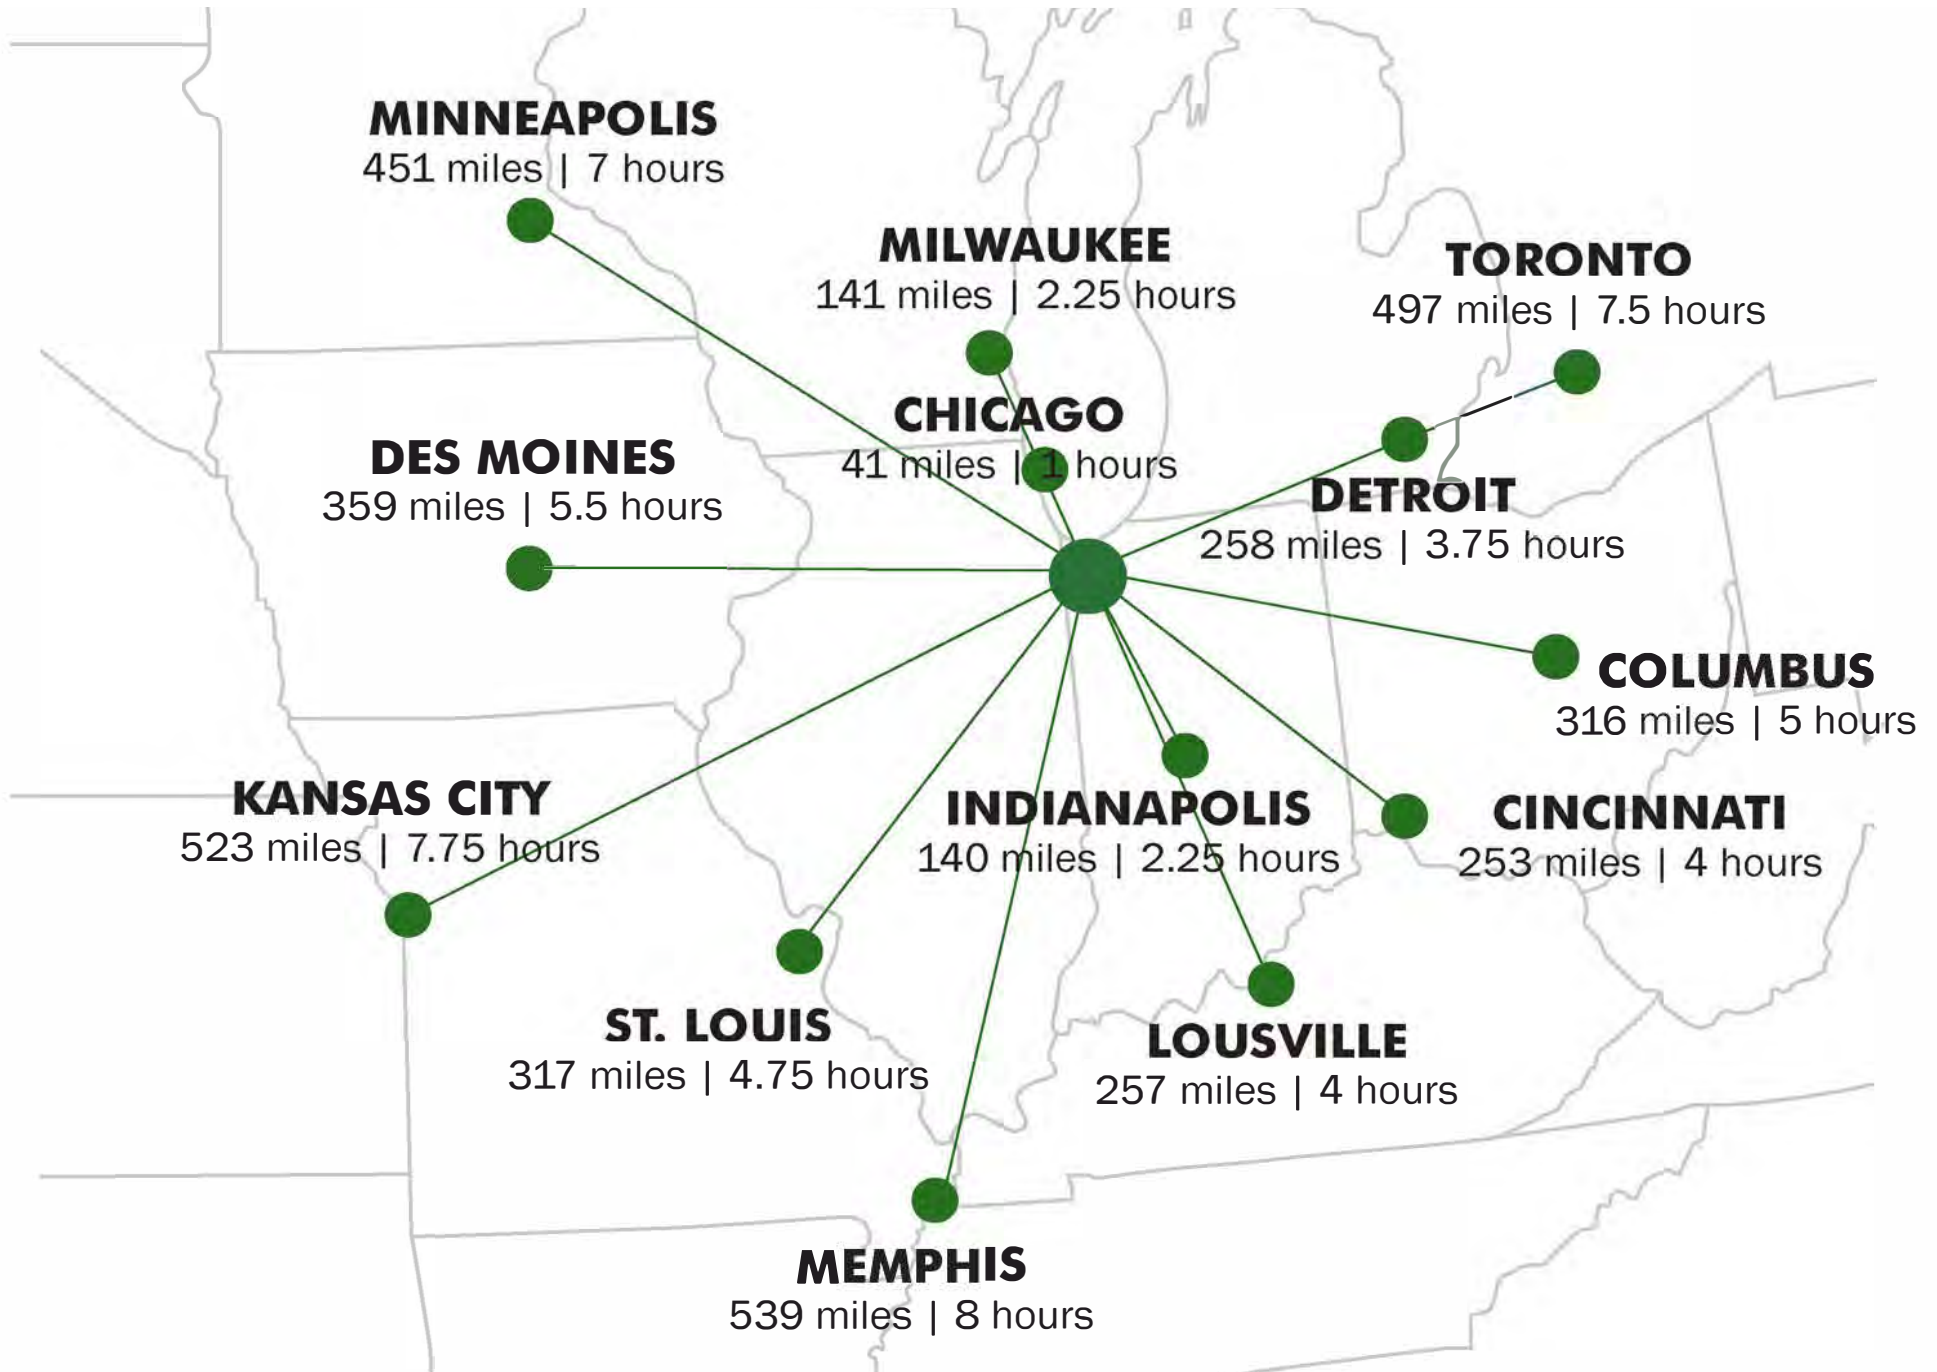 MINNEAPOLIS
451 miles | 7 hours
MILWAUKEE
141 miles | 2.25 hours
TORONTO
497 miles | 7.5 hours
CHICAGO
41 miles | 1 hours
DES MOINES
359 miles | 5.5 hours
DETROIT
258 miles | 3.75 hours
COLUMBUS
316 miles | 5 hours
KANSAS CITY
523 miles | 7.75 hours
INDIANAPOLIS
140 miles | 2.25 hours
CINCINNATI
253 miles | 4 hours
ST. LOUIS
317 miles | 4.75 hours
LOUSVILLE
257 miles | 4 hours
MEMPHIS
539 miles | 8 hours